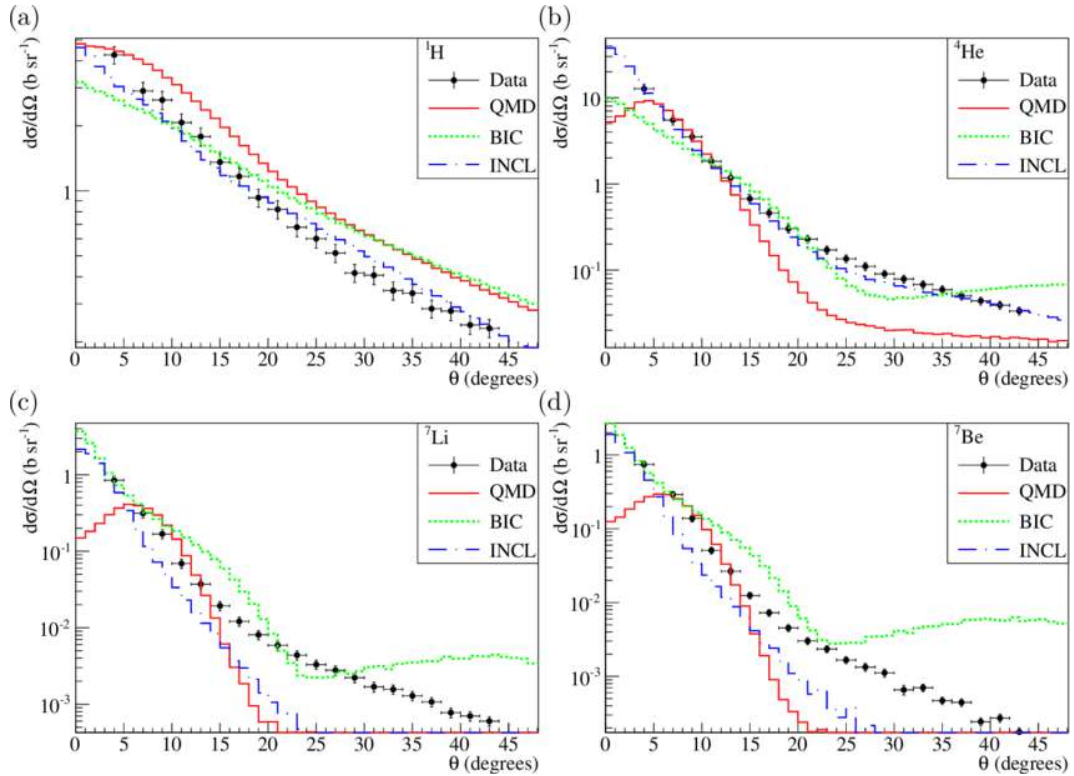 (a)
dσ/dΩ (b sr⁻¹)
1
¹H
Data
QMD
BIC
INCL
0 5 10 15 20 25 30 35 40 45
θ (degrees)
(b)
dσ/dΩ (b sr⁻¹)
10
1
10⁻¹
⁴He
Data
QMD
BIC
INCL
0 5 10 15 20 25 30 35 40 45
θ (degrees)
(c)
dσ/dΩ (b sr⁻¹)
1
10⁻¹
10⁻²
10⁻³
⁷Li
Data
QMD
BIC
INCL
0 5 10 15 20 25 30 35 40 45
θ (degrees)
(d)
dσ/dΩ (b sr⁻¹)
1
10⁻¹
10⁻²
10⁻³
⁷Be
Data
QMD
BIC
INCL
0 5 10 15 20 25 30 35 40 45
θ (degrees)